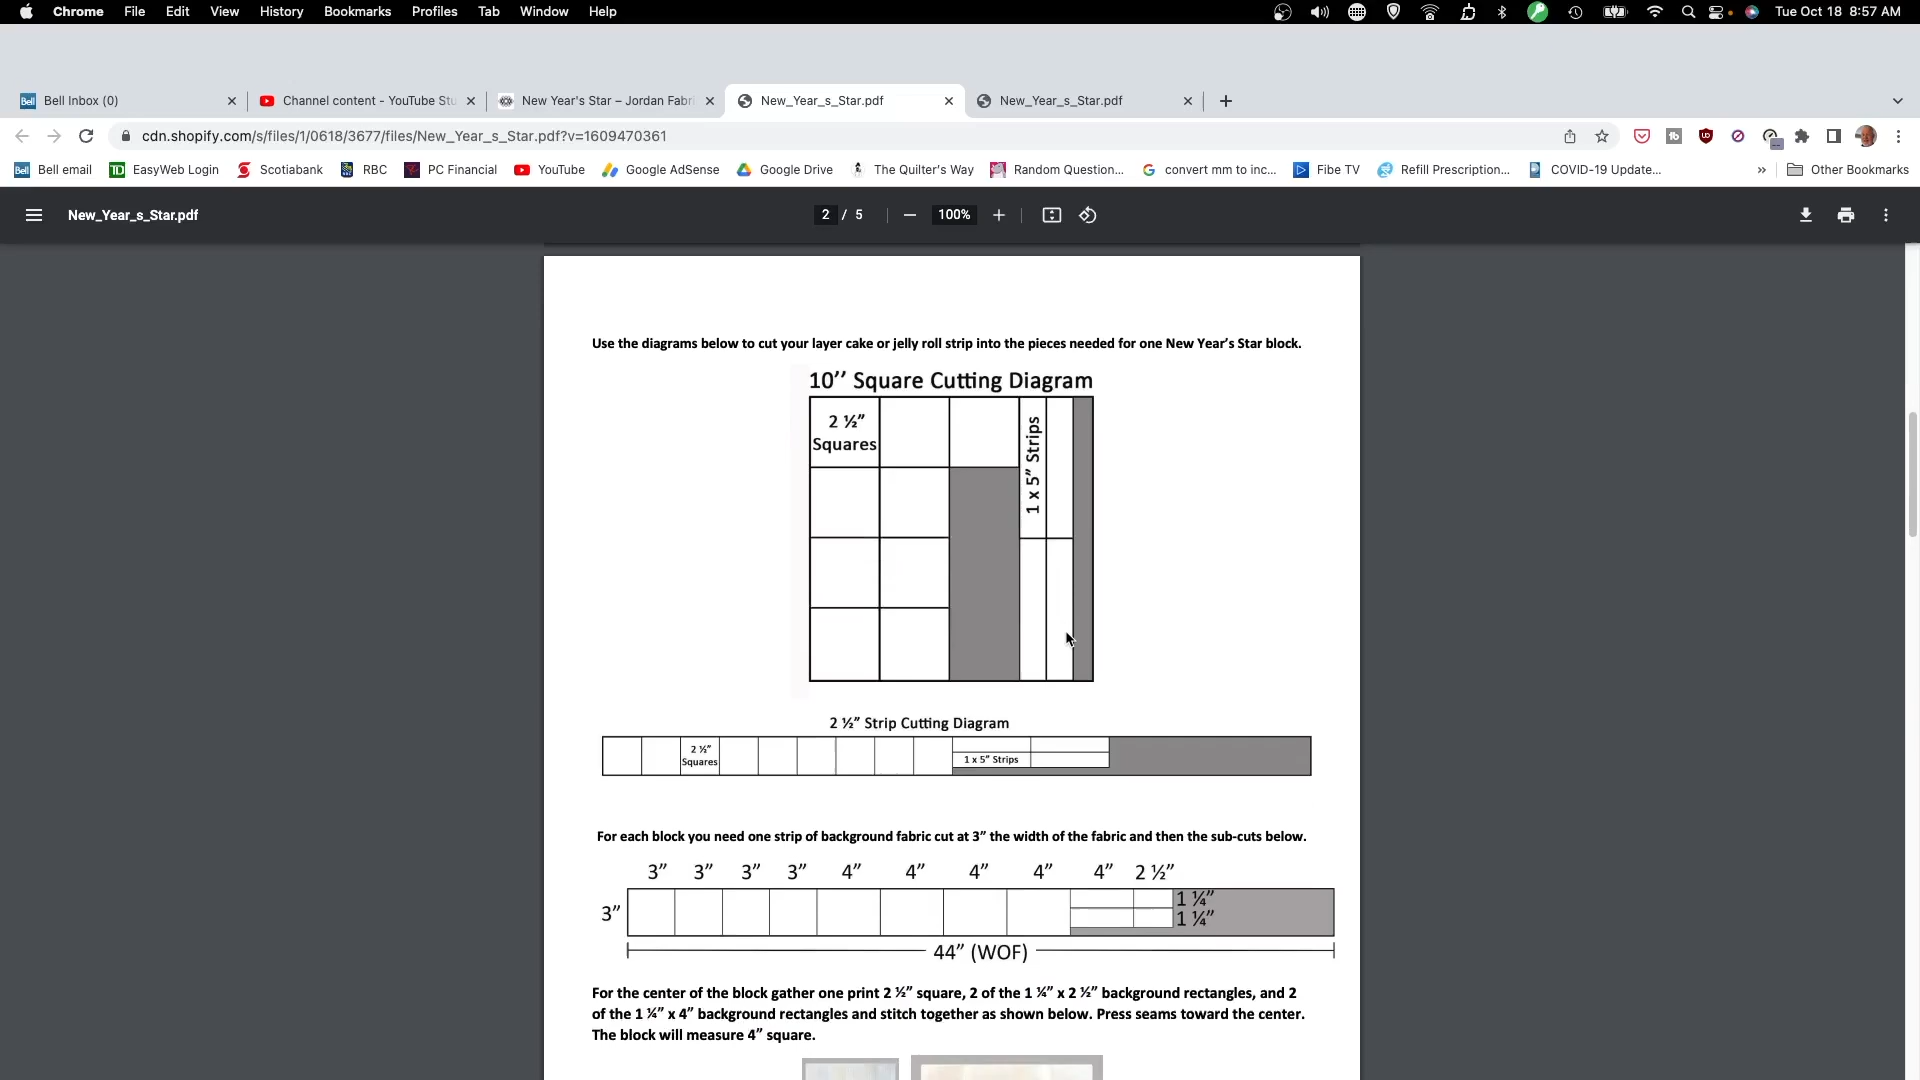 Chrome File Edit View History Bookmarks Profiles Tab Window Help Tue Oct 18 8:57 AM
Bell Bell Inbox (0) Channel content - YouTube Stu New Year's Star – Jordan Fabri New_Year_s_Star.pdf New_Year_s_Star.pdf
cdn.shopify.com/s/files/1/0618/3677/files/New_Year_s_Star.pdf?v=1609470361
Bell Bell email TD EasyWeb Login Scotiabank RBC PC Financial YouTube Google AdSense Google Drive The Quilter's Way Random Question... convert mm to inc... Fibe TV Refill Prescription... COVID-19 Update... » Other Bookmarks
New_Year_s_Star.pdf 2 / 5 100%
Use the diagrams below to cut your layer cake or jelly roll strip into the pieces needed for one New Year’s Star block.
10’’ Square Cutting Diagram
2 ½”
Squares
1 x 5” Strips
2 ½” Strip Cutting Diagram
2 ½”
Squares
1 x 5” Strips
For each block you need one strip of background fabric cut at 3” the width of the fabric and then the sub-cuts below.
3” 3” 3” 3” 4” 4” 4” 4” 4” 2 ½”
3”
1 ¼”
1 ¼”
44” (WOF)
For the center of the block gather one print 2 ½” square, 2 of the 1 ¼” x 2 ½” background rectangles, and 2
of the 1 ¼” x 4” background rectangles and stitch together as shown below. Press seams toward the center.
The block will measure 4” square.